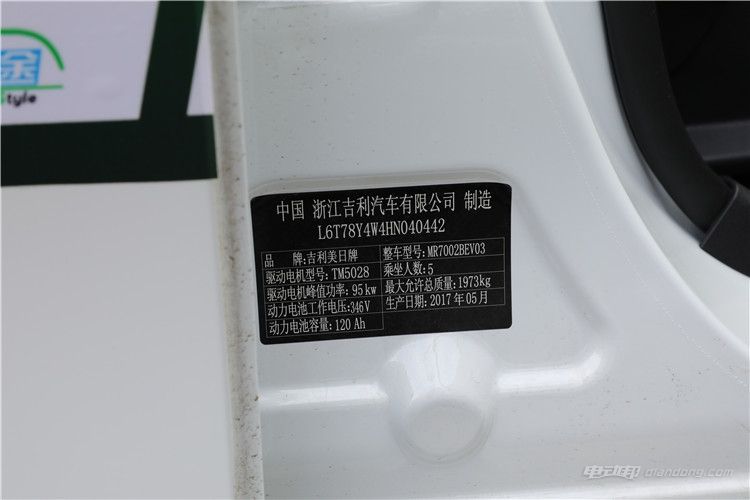 途
tyle
中国 浙江吉利汽车有限公司 制造
L6T78Y4W4HN040442
品 牌:吉利美日牌 整车型号:MR7002BEV03
驱动电机型号: TM5028 乘坐人数:5
驱动电机峰值功率:95kw 最大允许总质量:1973kg
动力电池工作电压:346V 生产日期:2017年05月
动力电池容量:120 Ah
电动邦 diandong.com